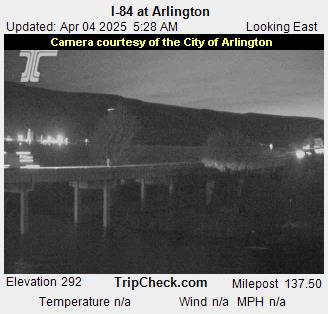 I-84 at Arlington
Updated: Apr 04 2025 5:28 AM Looking East
Camera courtesy of the City of Arlington
Elevation 292 TripCheck.com Milepost 137.50
Temperature n/a Wind n/a MPH n/a